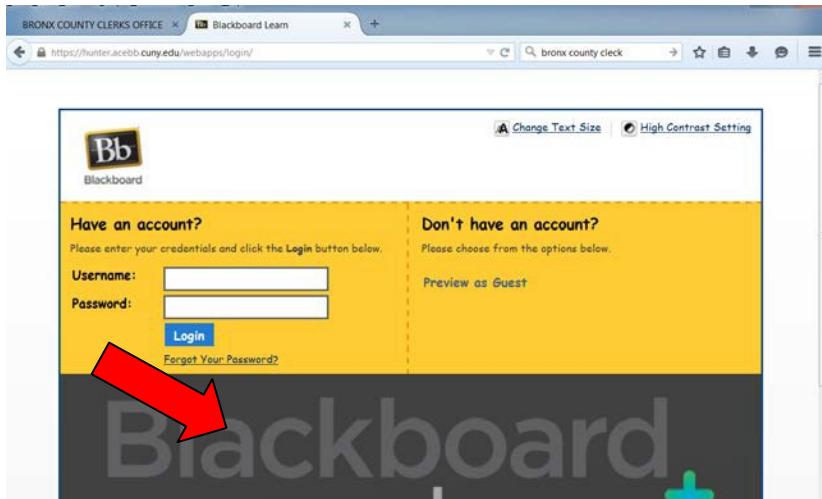 BRONX COUNTY CLERKS OFFICE × Bb Blackboard Learn × +
https://hunter.acebb.cuny.edu/webapps/login/ bronx county cleck
A Change Text Size High Contrast Setting
Bb
Blackboard
Have an account? Don't have an account?
Please enter your credentials and click the Login button below. Please choose from the options below.
Username: Preview as Guest
Password:
Login
Forgot Your Password?
Blackboard